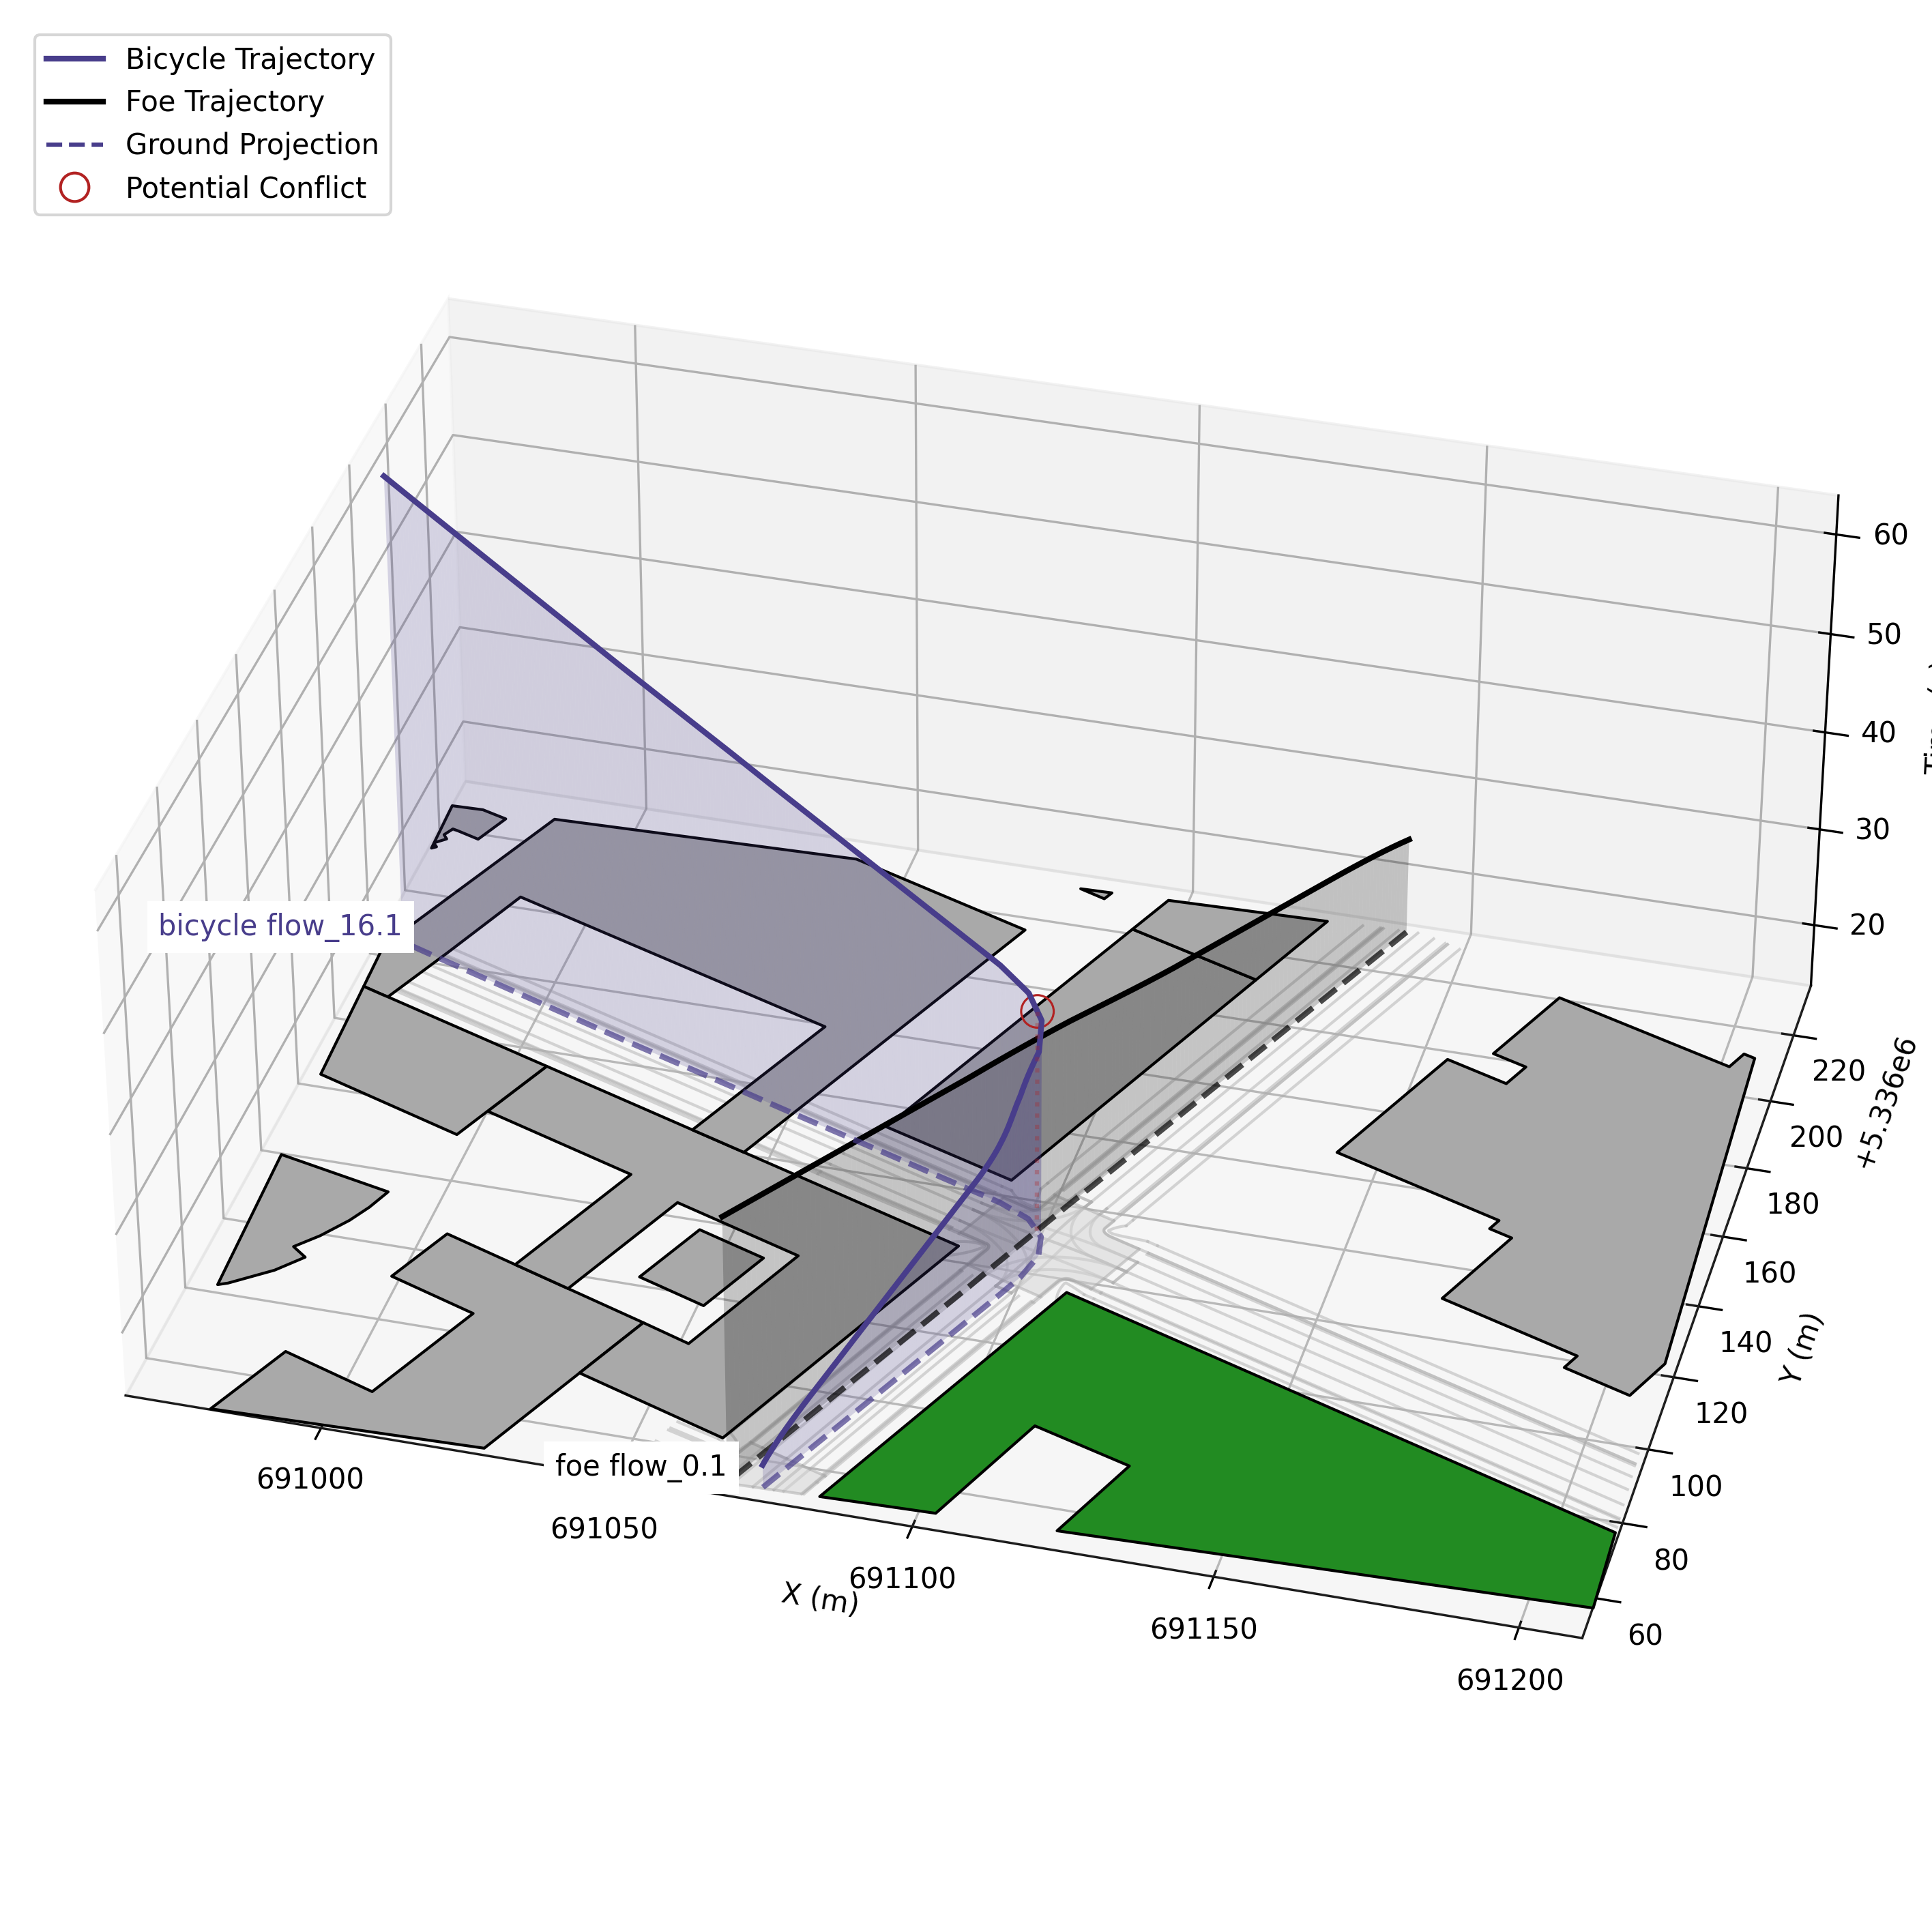 Bicycle Trajectory
Foe Trajectory
Ground Projection
Potential Conflict
60
50
40
30
20
bicycle flow_16.1
foe flow_0.1
220
200
180
160
140
120
100
80
60
+5.336e6
Y (m)
691000
691050
691100
691150
691200
X (m)